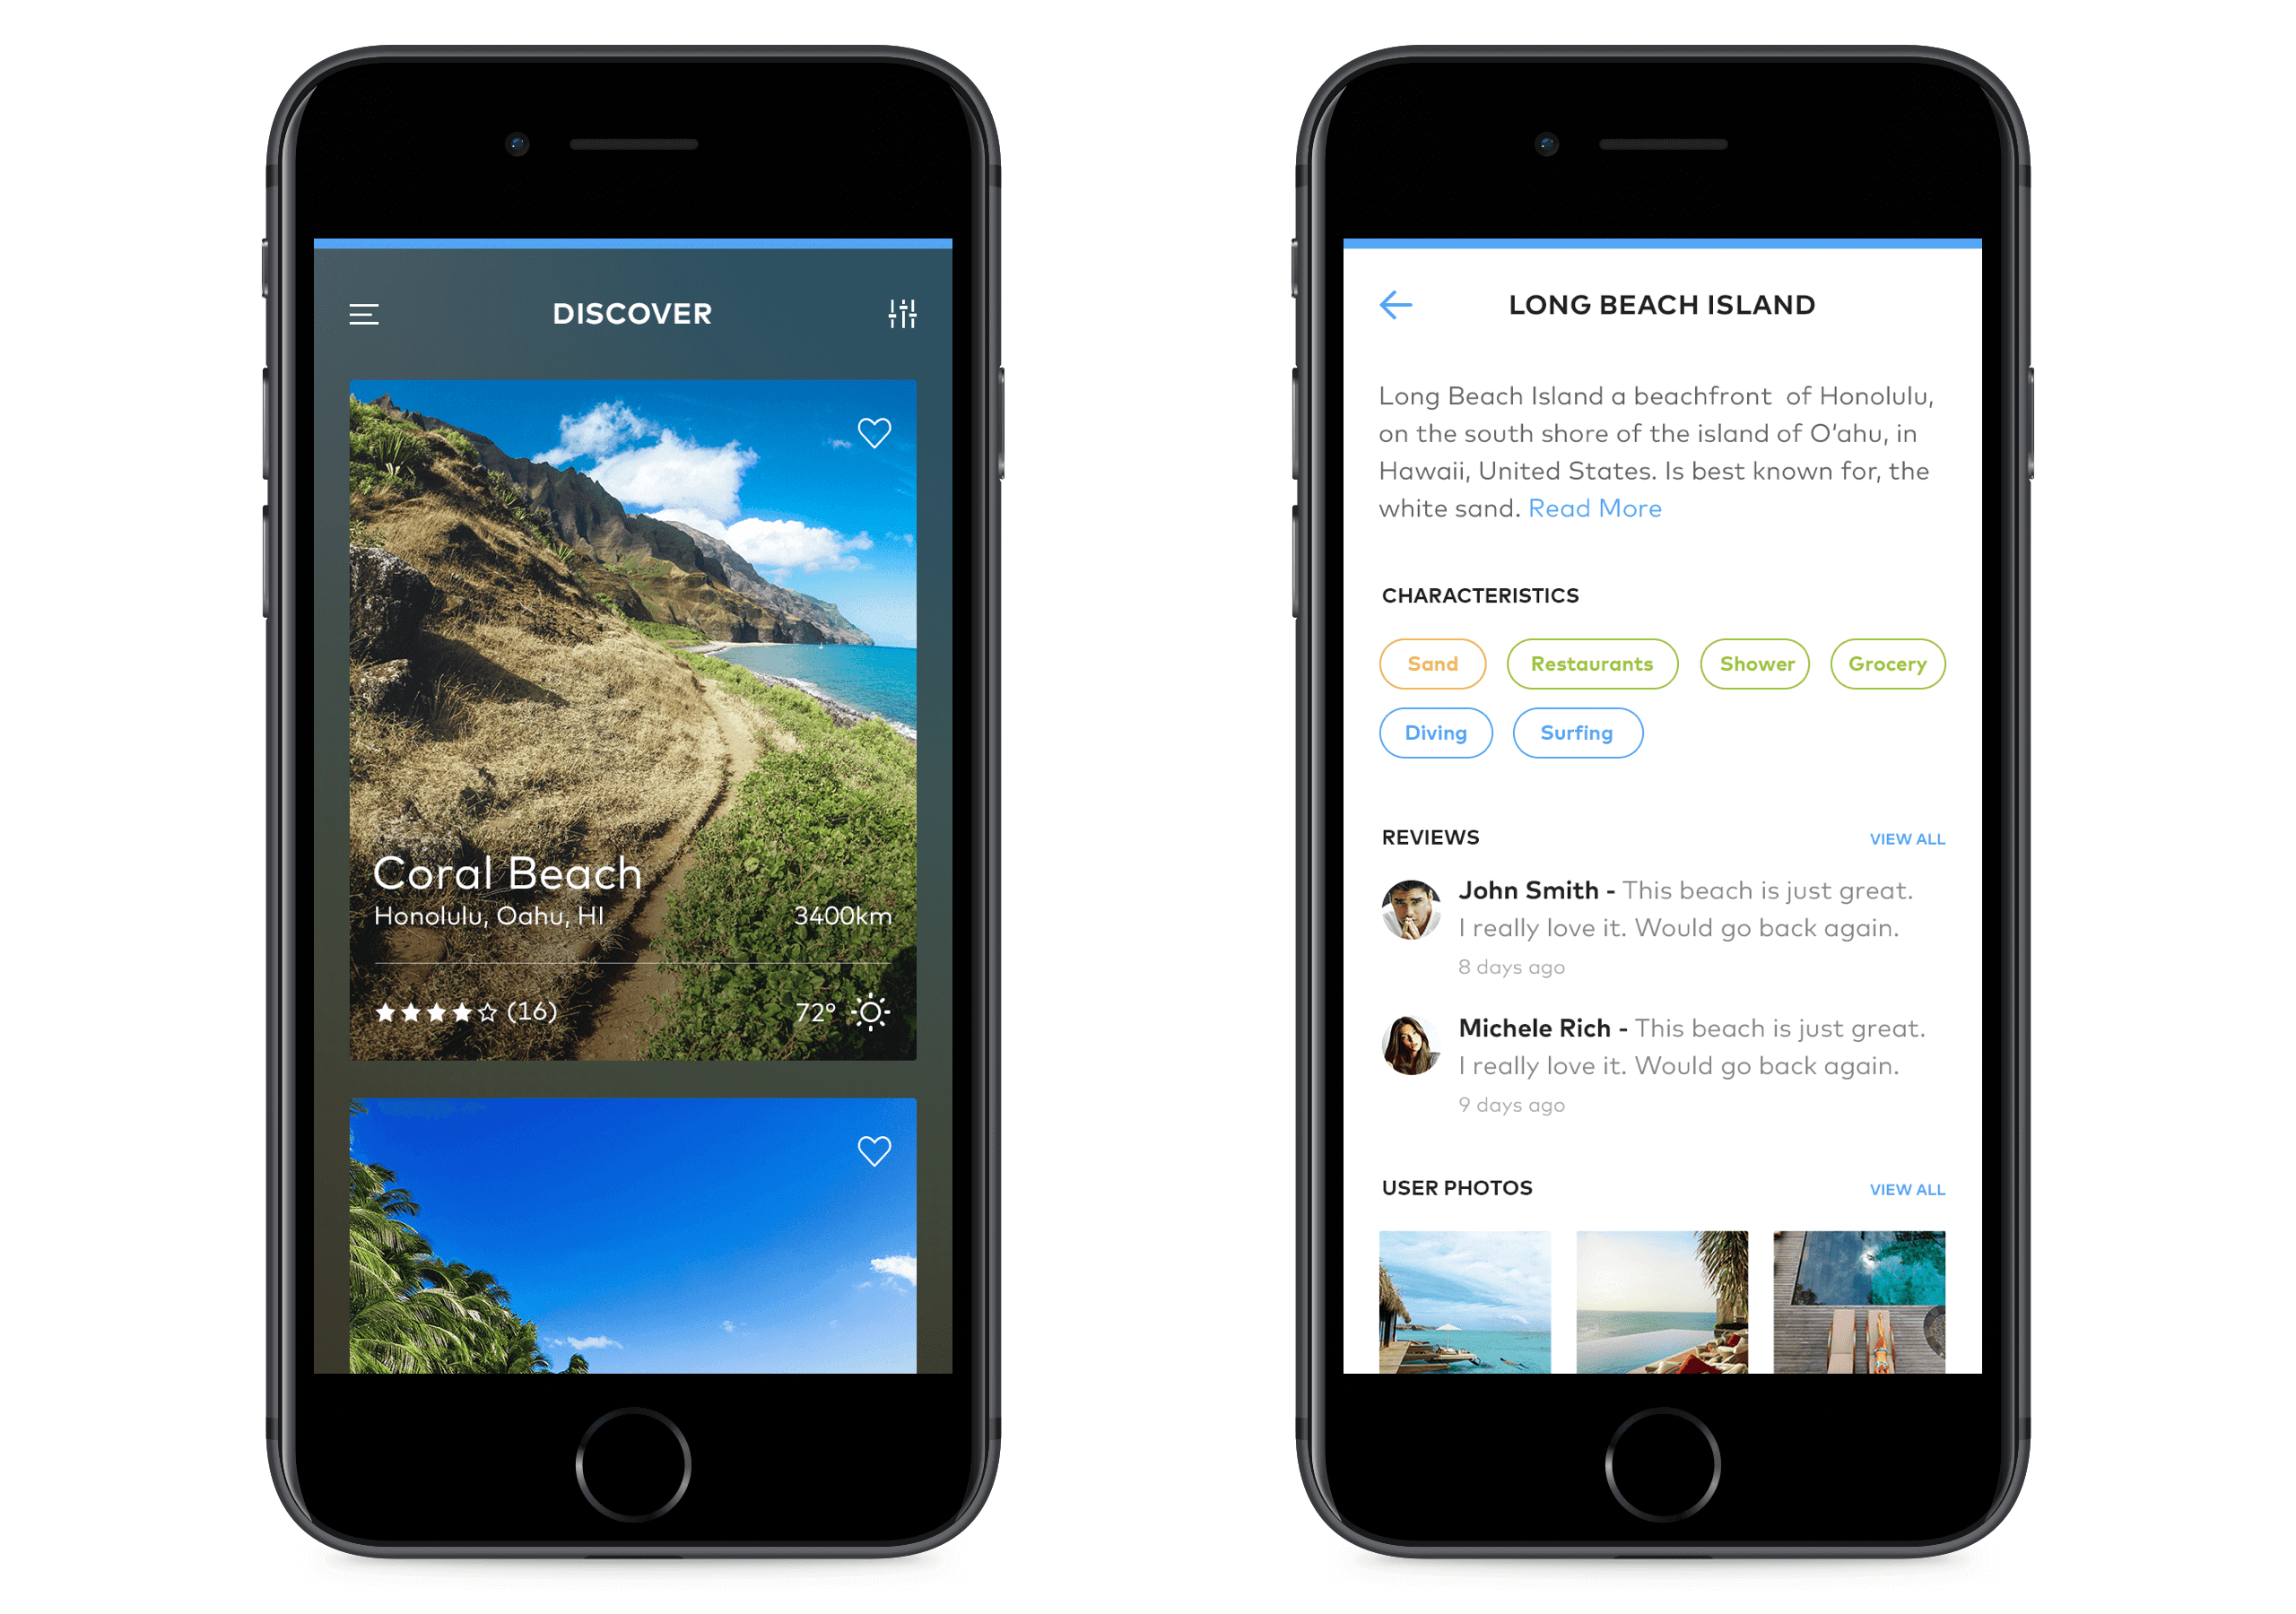 DISCOVER
Coral Beach
Honolulu, Oahu, HI
3400km
(16)
72°
LONG BEACH ISLAND
Long Beach Island a beachfront  of Honolulu,
on the south shore of the island of O'ahu, in
Hawaii, United States. Is best known for, the
white sand. Read More
CHARACTERISTICS
Sand
Restaurants
Shower
Grocery
Diving
Surfing
REVIEWS
VIEW ALL
John Smith - This beach is just great.
I really love it. Would go back again.
8 days ago
Michele Rich - This beach is just great.
I really love it. Would go back again.
9 days ago
USER PHOTOS
VIEW ALL